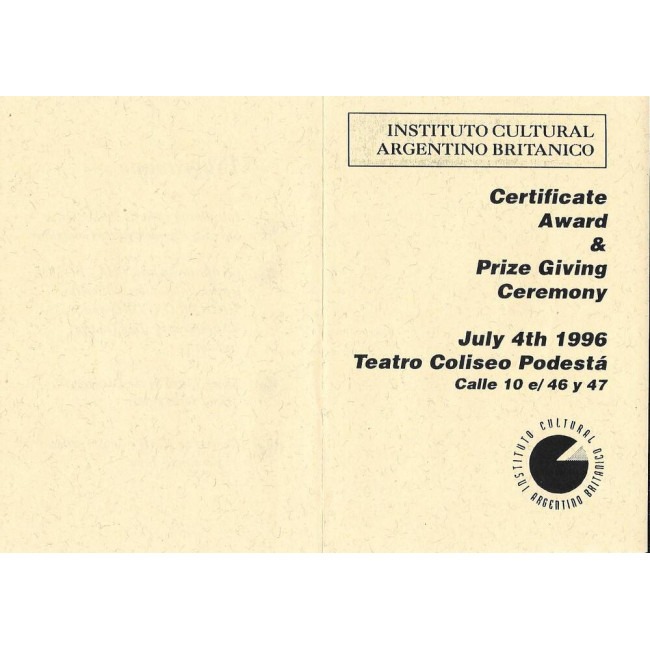 INSTITUTO CULTURAL
ARGENTINO BRITANICO
Certificate
Award
&
Prize Giving
Ceremony
July 4th 1996
Teatro Coliseo Podestá
Calle 10 e/ 46 y 47
INSTITUTO CULTURAL ARGENTINO BRITANICO